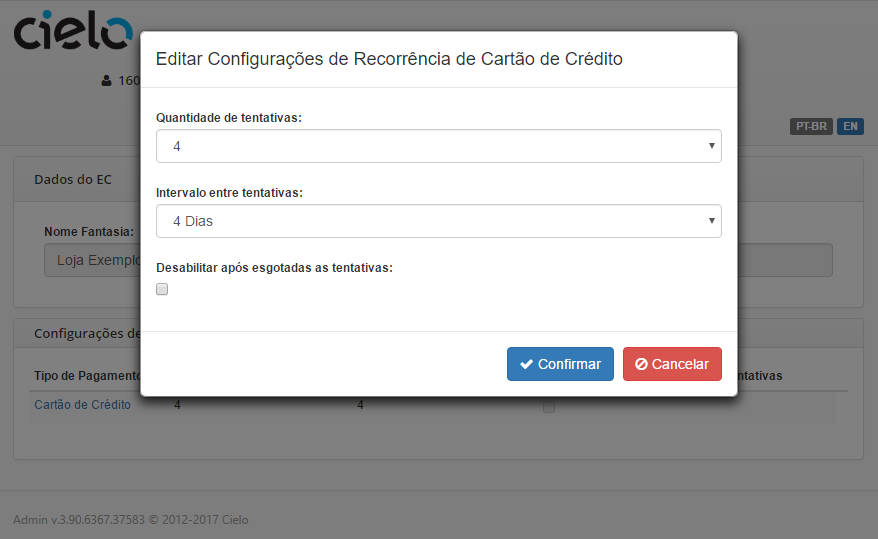 cielo
160
Editar Configurações de Recorrência de Cartão de Crédito
PT-BR EN
Quantidade de tentativas:
4
Dados do EC
Intervalo entre tentativas:
4 Dias
Nome Fantasia:
Loja Exemplo
Desabilitar após esgotadas as tentativas:
Configurações de
Confirmar Cancelar
Tipo de Pagamento
Cartão de Crédito 4 4
Admin v.3.90.6367.37583 © 2012-2017 Cielo